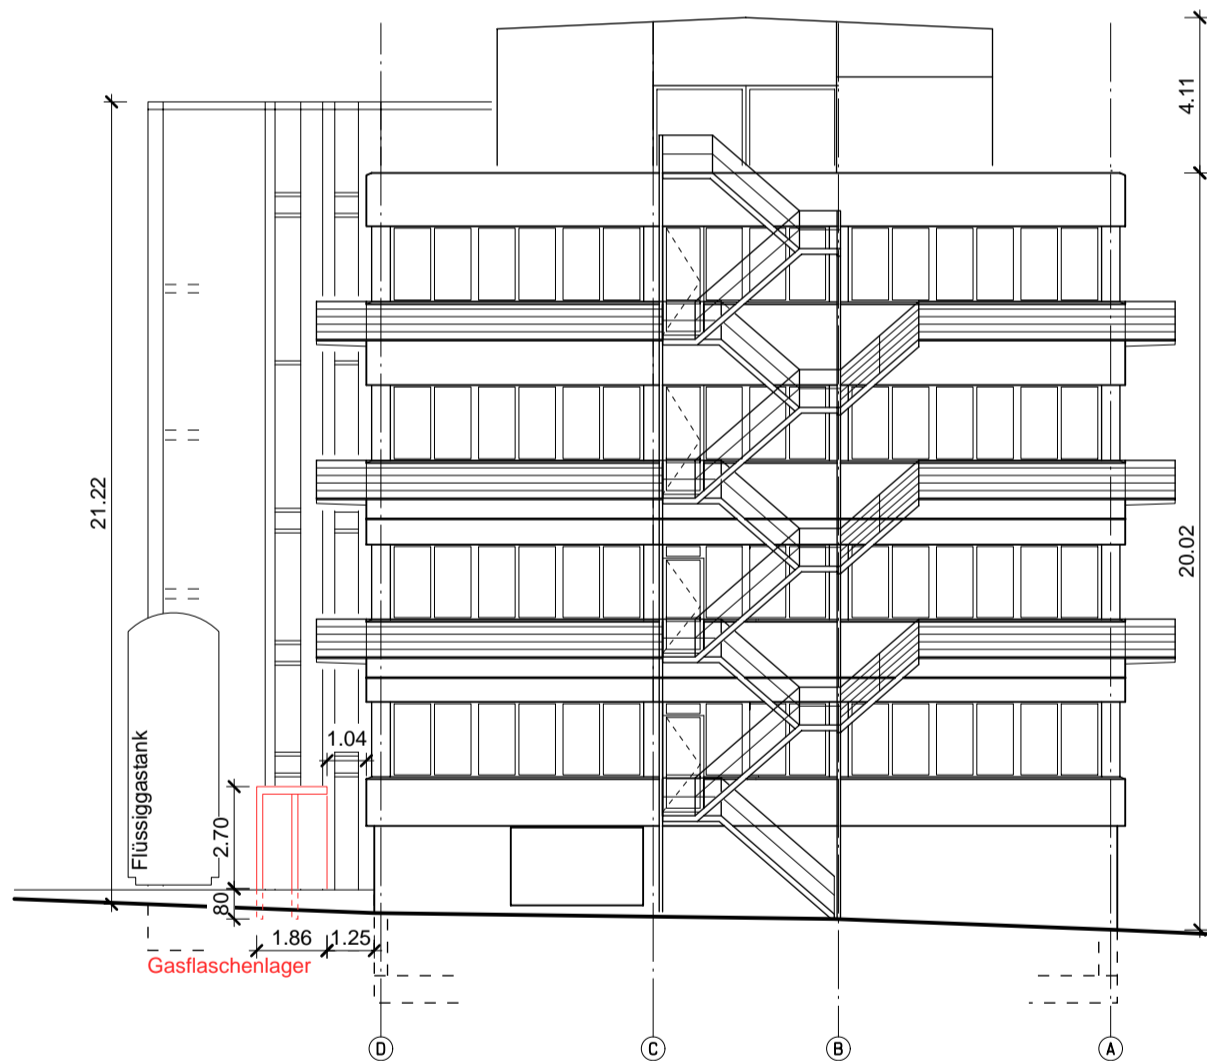 4.11
21.22
20.02
1.04
Flüssiggastank
2.70
.80
1.86
1.25
Gasflaschenlager
D
C
B
A